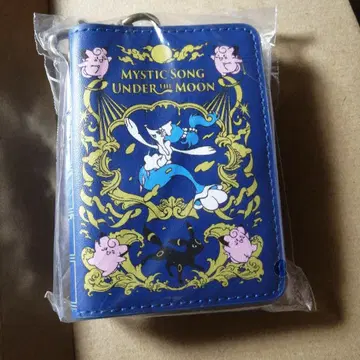 MYSTIC SONG
UNDER THE MOON